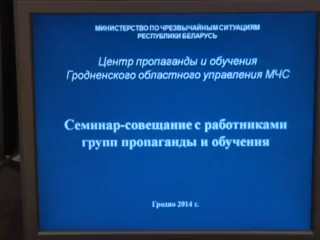 МИНИСТЕРСТВО ПО ЧРЕЗВЫЧАЙНЫМ СИТУАЦИЯМ
РЕСПУБЛИКИ БЕЛАРУСЬ
Центр пропаганды и обучения
Гродненского областного управления МЧС
Семинар-совещание с работниками
групп пропаганды и обучения
Гродно 2014 г.